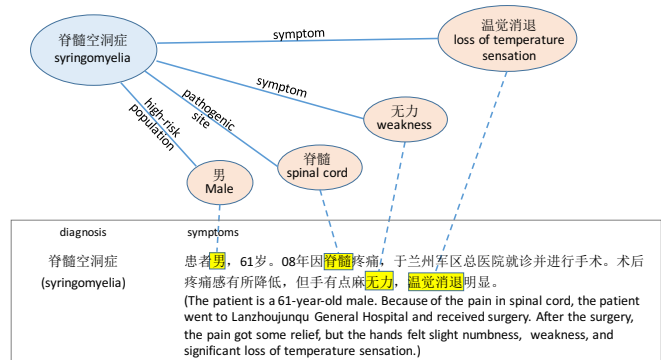 脊髓空洞症
syringomyelia
symptom
温觉消退
loss of temperature
sensation
symptom
无力
weakness
pathogenic
site
脊髓
spinal cord
high-risk
population
男
Male
diagnosis
symptoms
脊髓空洞症
(syringomyelia)
患者男，61岁。08年因脊髓疼痛，于兰州军区总医院就诊并进行手术。术后
疼痛感有所降低，但手有点麻无力，温觉消退明显。
(The patient is a 61-year-old male. Because of the pain in spinal cord, the patient
went to Lanzhoujunqu General Hospital and received surgery. After the surgery,
the pain got some relief, but the hands felt slight numbness, weakness, and
significant loss of temperature sensation.)